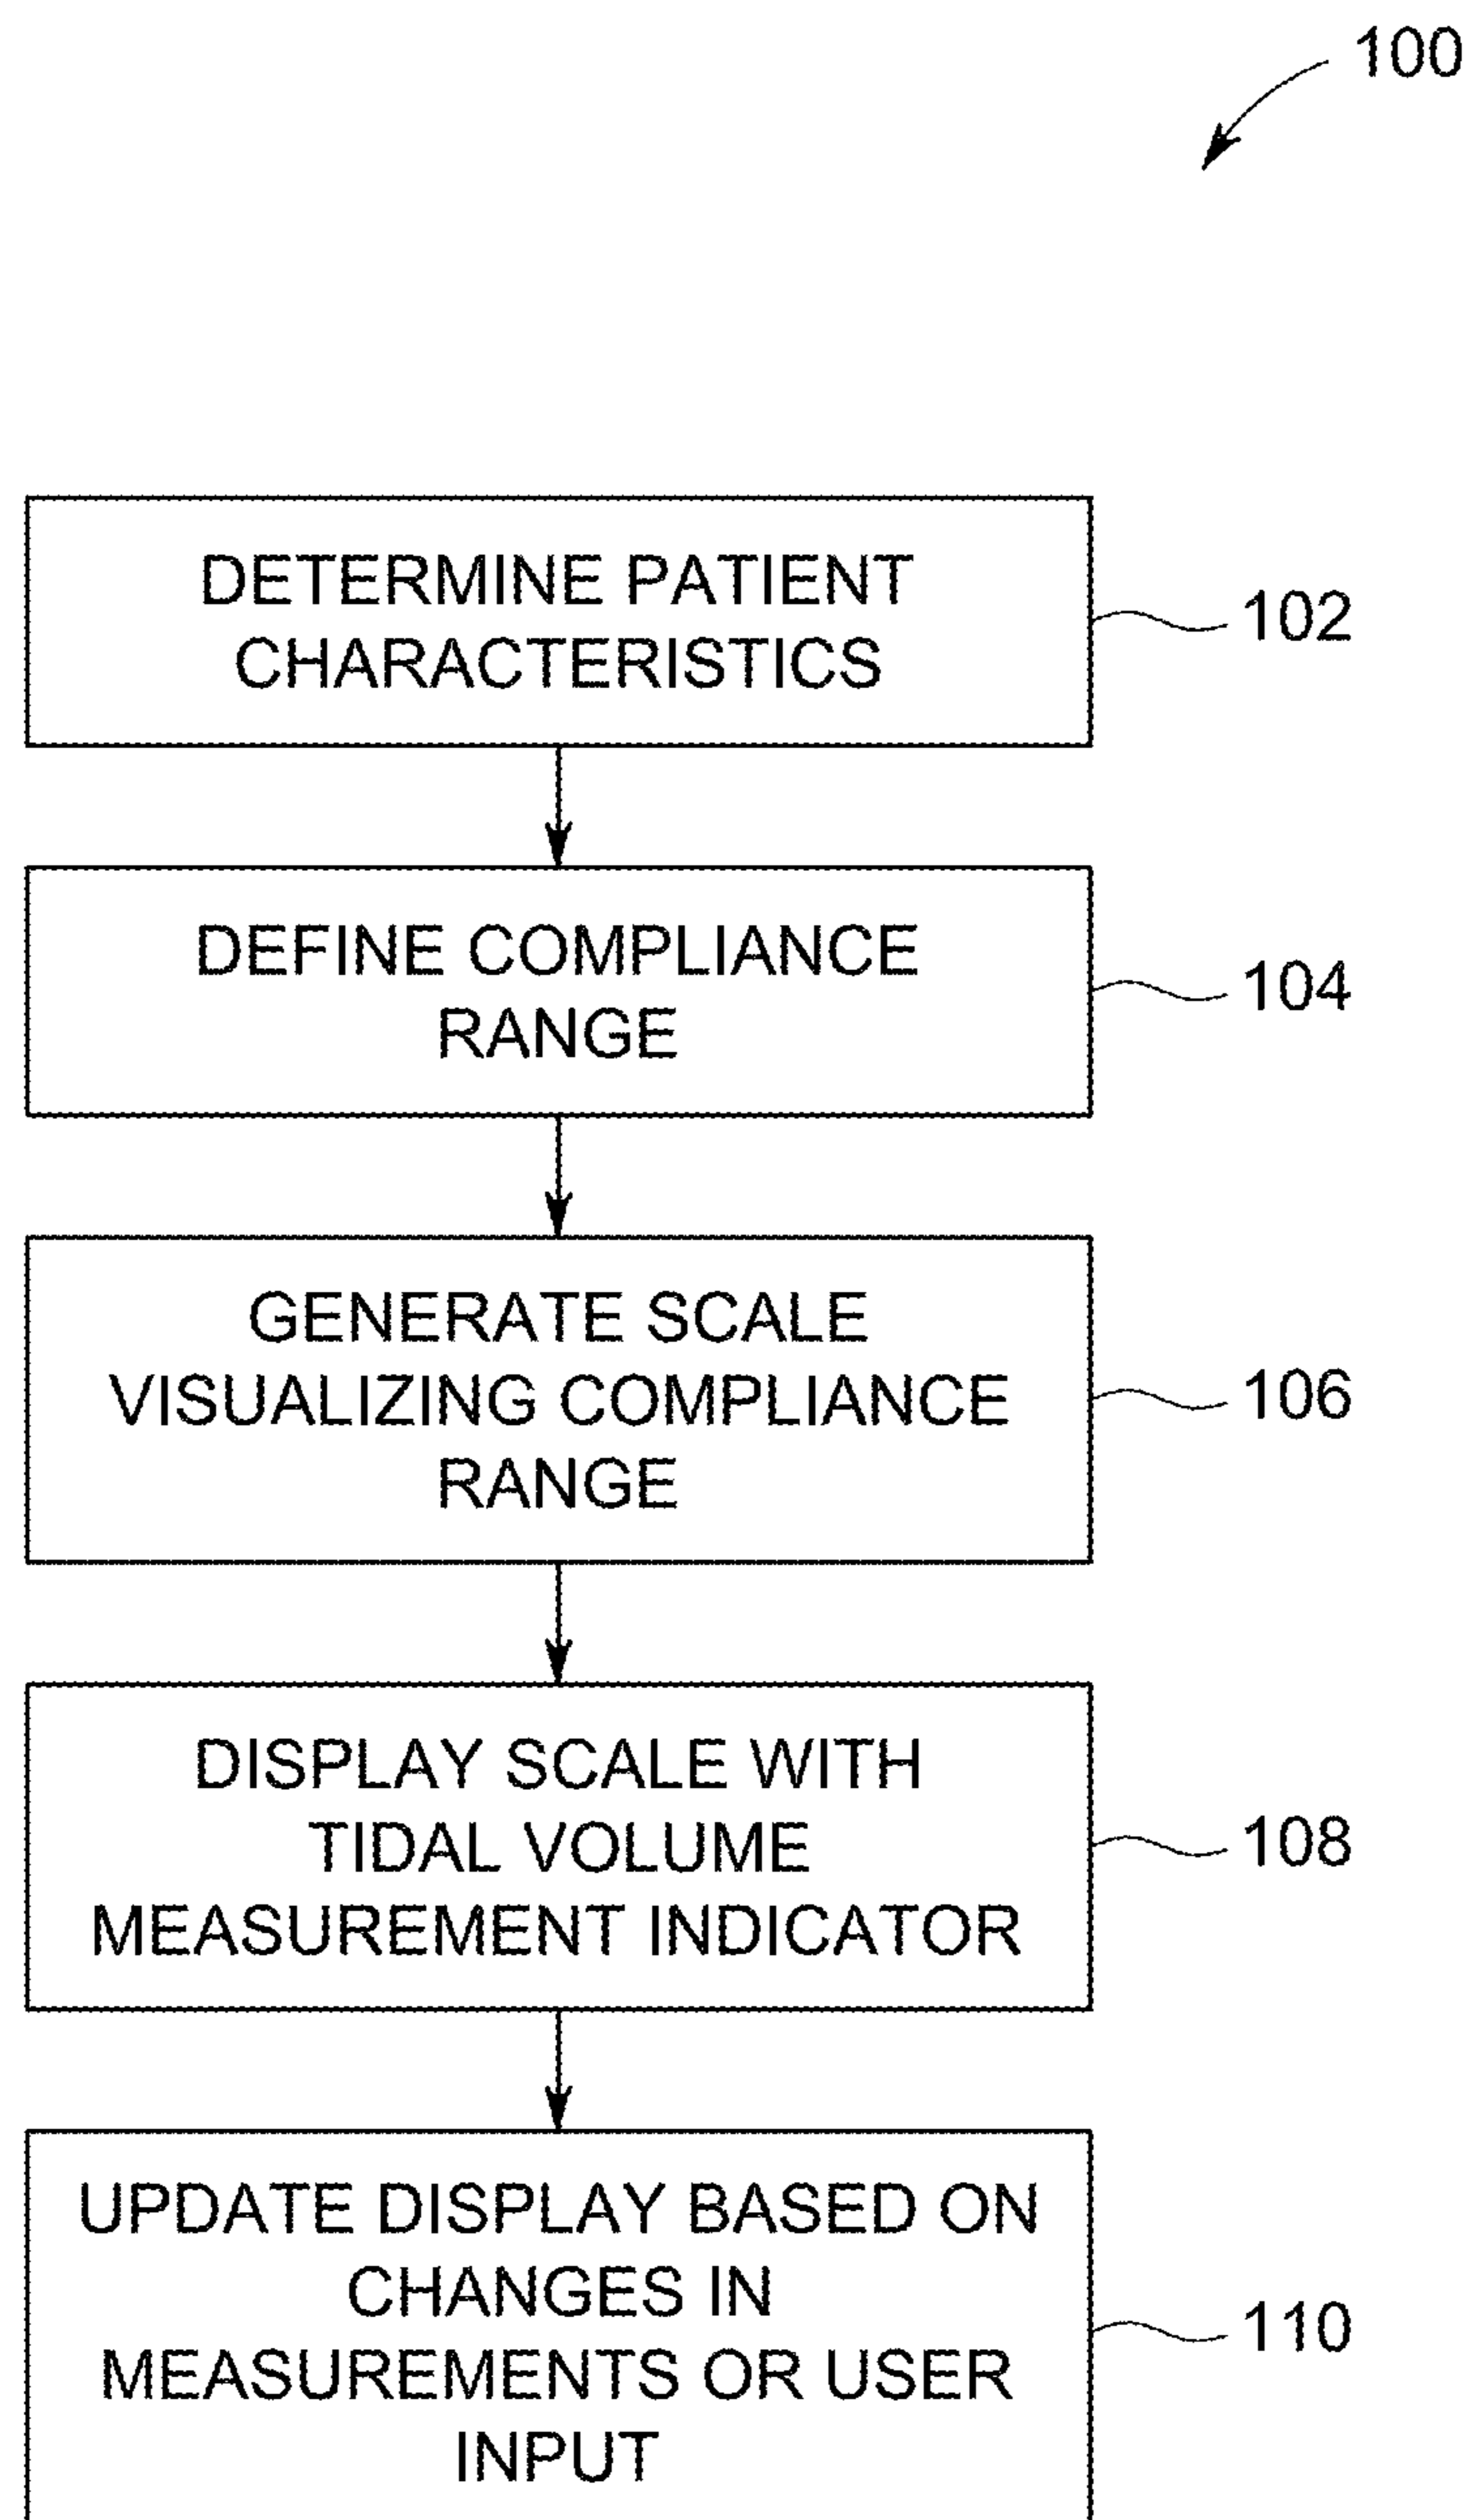 100
DETERMINE PATIENT
CHARACTERISTICS
102
DEFINE COMPLIANCE
RANGE
104
GENERATE SCALE
VISUALIZING COMPLIANCE
RANGE
106
DISPLAY SCALE WITH
TIDAL VOLUME
MEASUREMENT INDICATOR
108
UPDATE DISPLAY BASED ON
CHANGES IN
MEASUREMENTS OR USER
INPUT
110